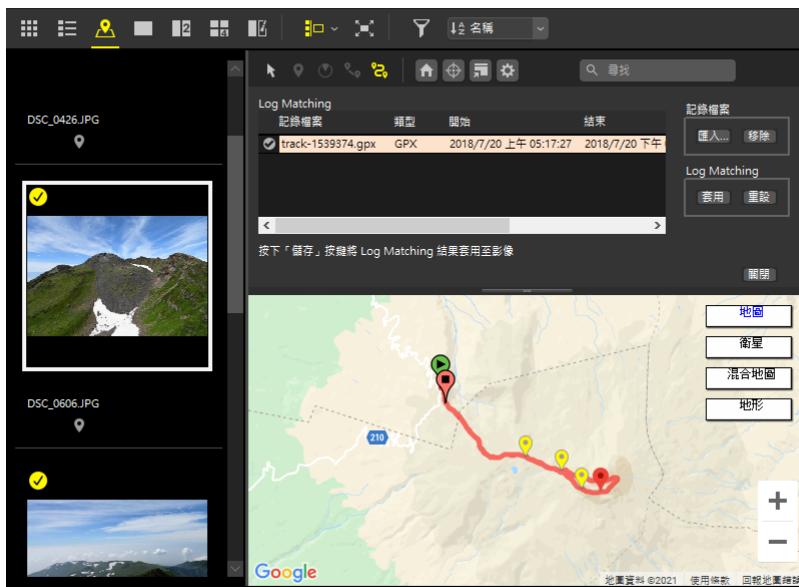 2
4
名稱
DSC_0426.JPG
DSC_0606.JPG
尋找
Log Matching
記錄檔案 類型 開始 結束
track-1539374.gpx GPX 2018/7/20 上午 05:17:27 2018/7/20 下午
按下「儲存」按鍵將 Log Matching 結果套用至影像
記錄檔案
匯入... 移除
Log Matching
套用 重設
關閉
地圖
衛星
混合地圖
地形
210
Google
地圖資料 ©2021 使用條款 回報地圖錯誤